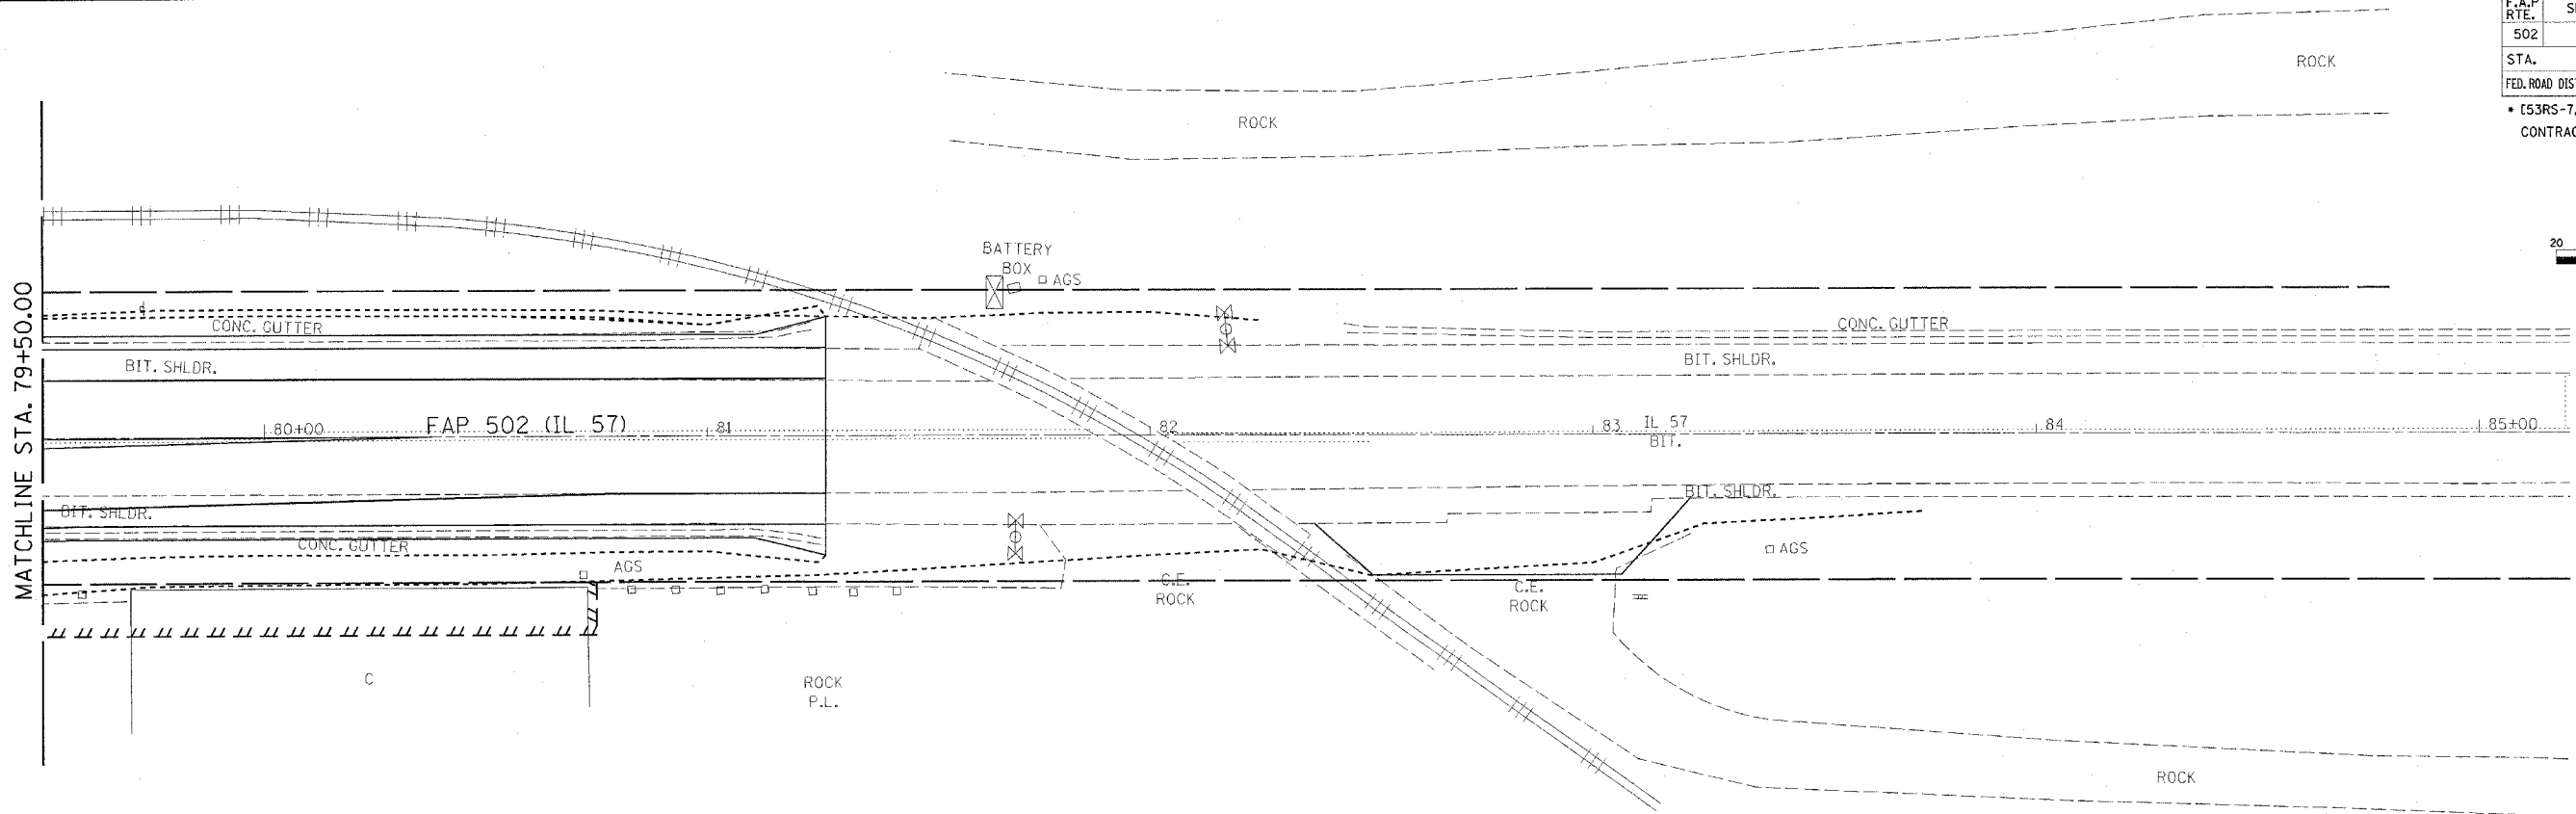 F.A.P
RTE.
502
STA.
FED. ROAD DIS
* [53RS-7,
CONTRAC
ROCK
ROCK
20
BATTERY
BOX
AGS
MATCHLINE STA. 79+50.00
CONC. GUTTER
CONC. GUTTER
BIT. SHLDR.
BIT. SHLDR.
80+00
FAP 502 (IL 57)
81
82
83
IL 57
BIT.
84
85+00
BIT. SHLDR.
BIT. SHLDR.
CONC. GUTTER
AGS
AGS
C.E.
ROCK
C.E.
ROCK
C
ROCK
P.L.
ROCK